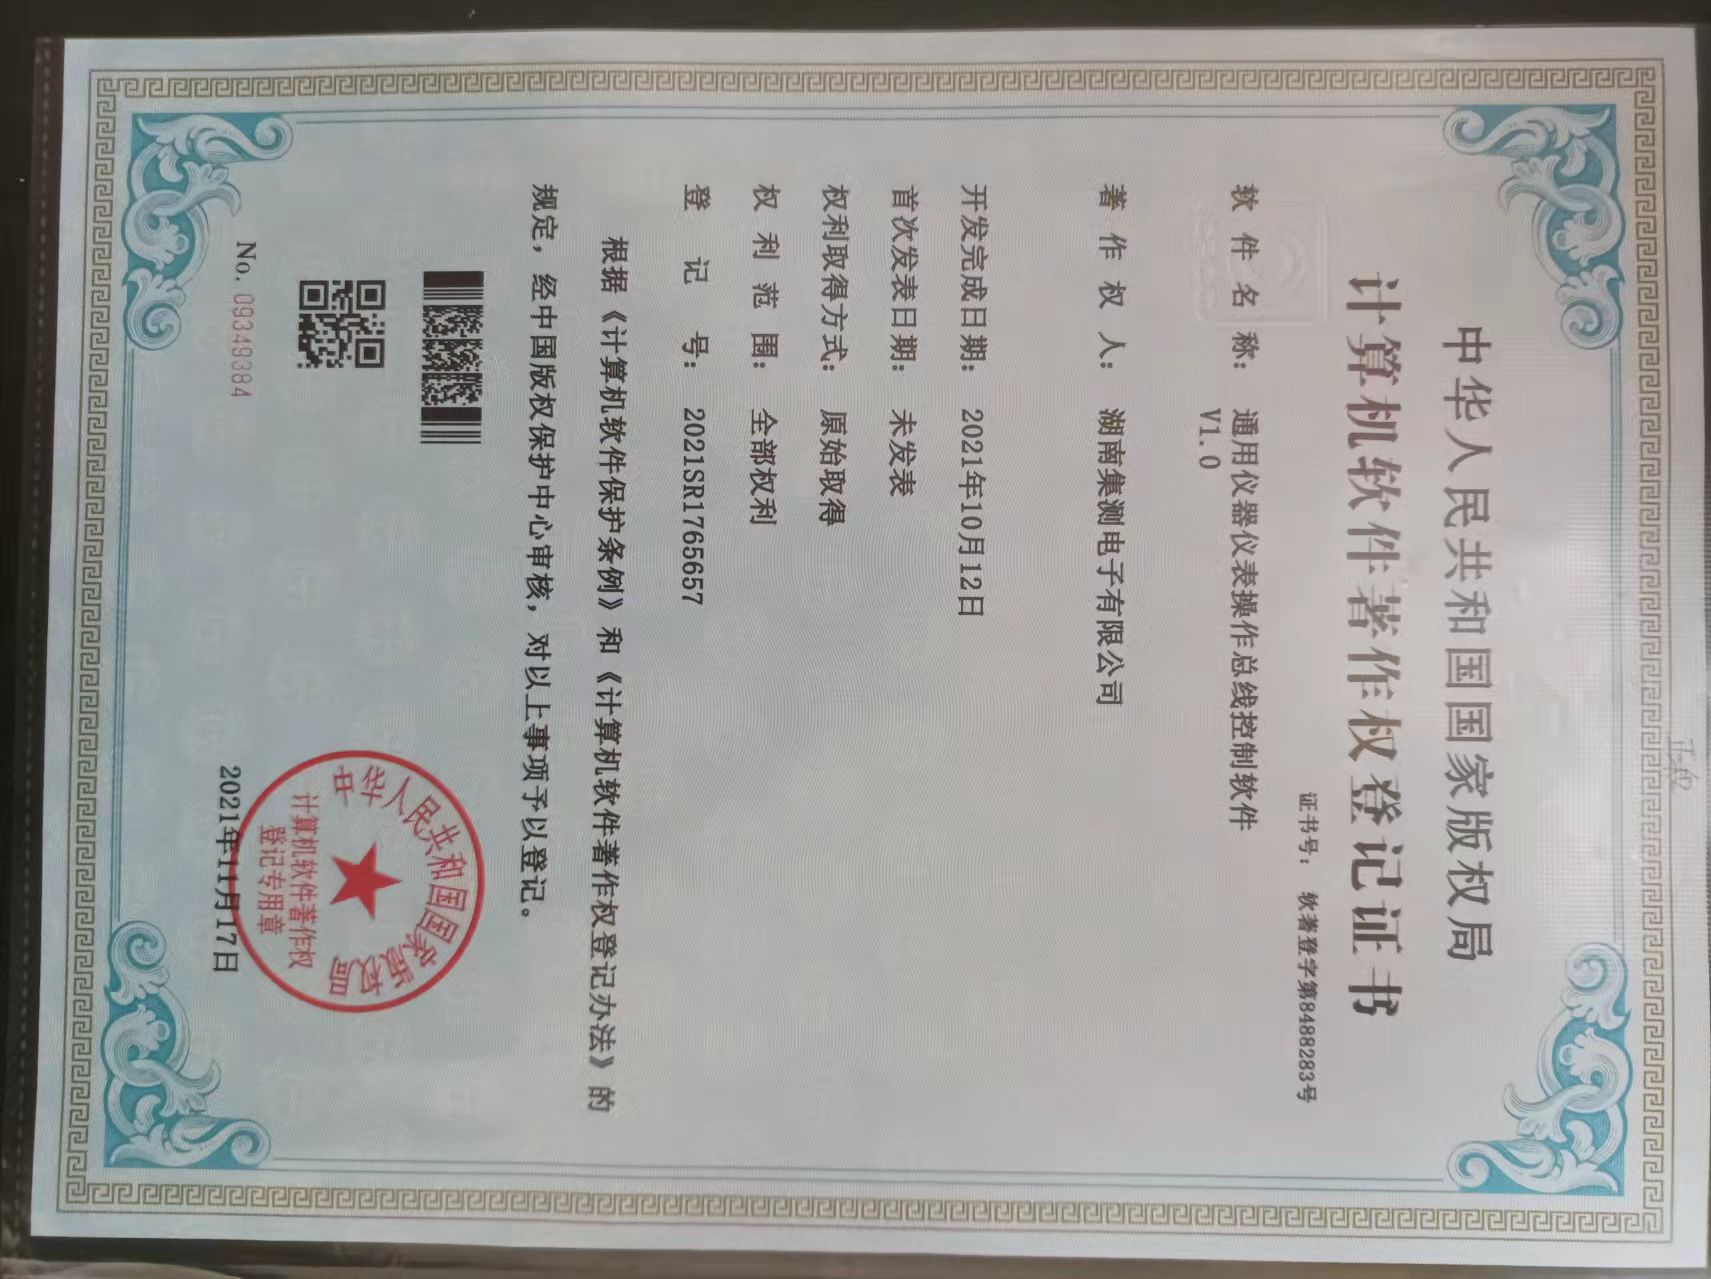 中华人民共和国国家版权局
计算机软件著作权登记证书
证书号： 软著登字第8488283号
软件名称： 通用仪器仪表操作总线控制软件
V1.0
著作权人： 湖南集测电子有限公司
开发完成日期： 2021年10月12日
首次发表日期： 未发表
权利取得方式： 原始取得
权利范围： 全部权利
登记号： 2021SR1765657
根据《计算机软件保护条例》和《计算机软件著作权登记办法》的
规定，经中国版权保护中心审核，对以上事项予以登记。
No. 09349384
中华人民共和国国家版权局
计算机软件著作权
登记专用章
2021年11月17日